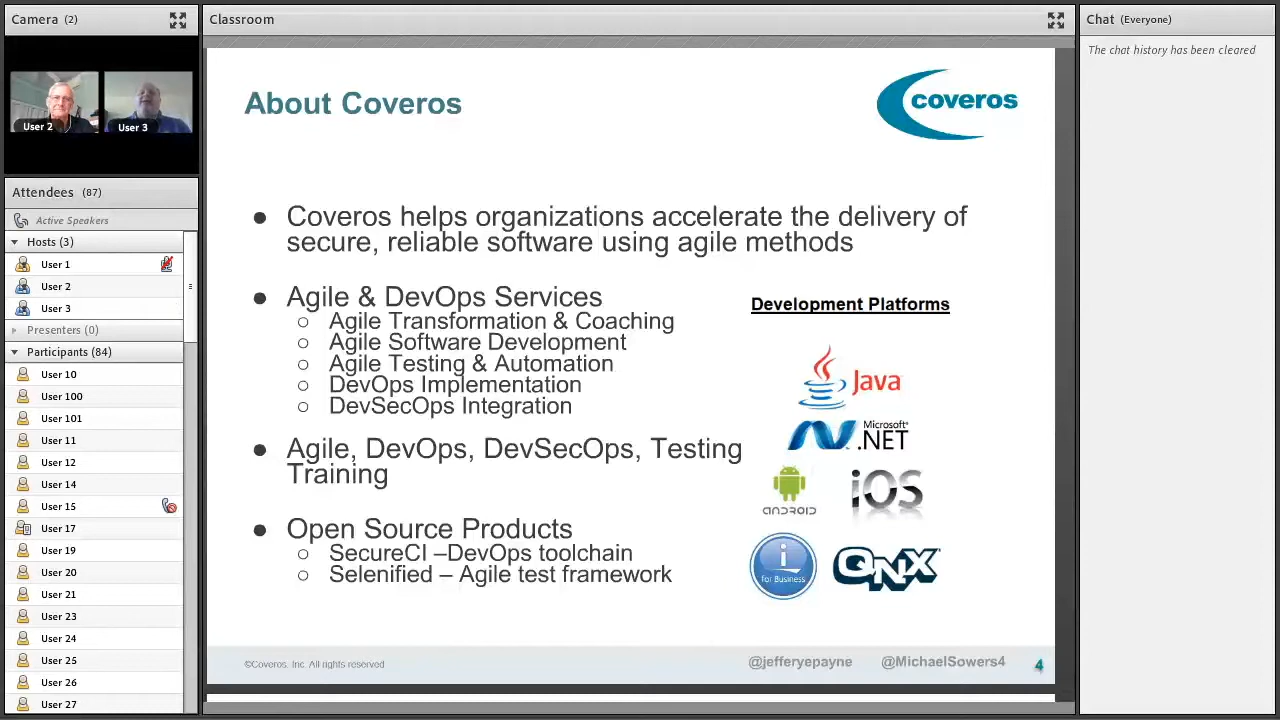 Camera (2)
User 2
User 3
Attendees (87)
Active Speakers
Hosts (3)
User 1
User 2
User 3
Presenters (0)
Participants (84)
User 10
User 100
User 101
User 11
User 12
User 14
User 15
User 17
User 19
User 20
User 21
User 23
User 24
User 25
User 26
User 27
Classroom
About Coveros
coveros
● Coveros helps organizations accelerate the delivery of
secure, reliable software using agile methods
● Agile & DevOps Services
○ Agile Transformation & Coaching
○ Agile Software Development
○ Agile Testing & Automation
○ DevOps Implementation
○ DevSecOps Integration
● Agile, DevOps, DevSecOps, Testing
Training
● Open Source Products
○ SecureCI –DevOps toolchain
○ Selenified – Agile test framework
Development Platforms
Java
Microsoft®
.NET
ANDROID
iOS
i
for Business
QNX
©Coveros, Inc. All rights reserved
@jefferyepayne
@MichaelSowers4
4
Chat (Everyone)
The chat history has been cleared